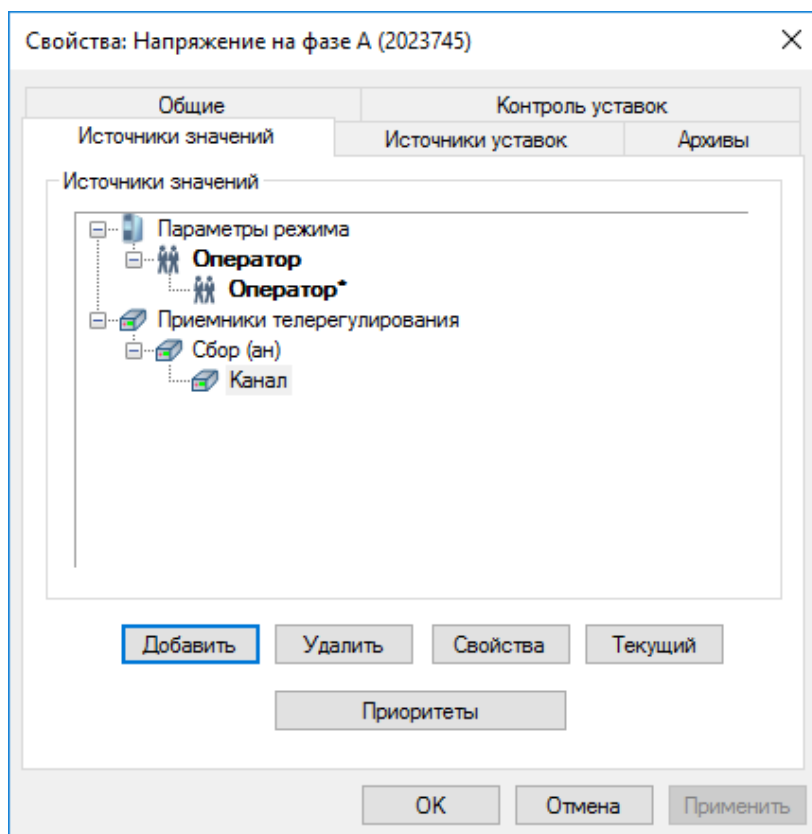 Свойства: Напряжение на фазе А (2023745)
Общие Контроль уставок
Источники значений Источники уставок Архивы
Источники значений
Параметры режима
Оператор
Оператор*
Приемники телерегулирования
Сбор (ан)
Канал
Добавить Удалить Свойства Текущий
Приоритеты
OK Отмена Применить